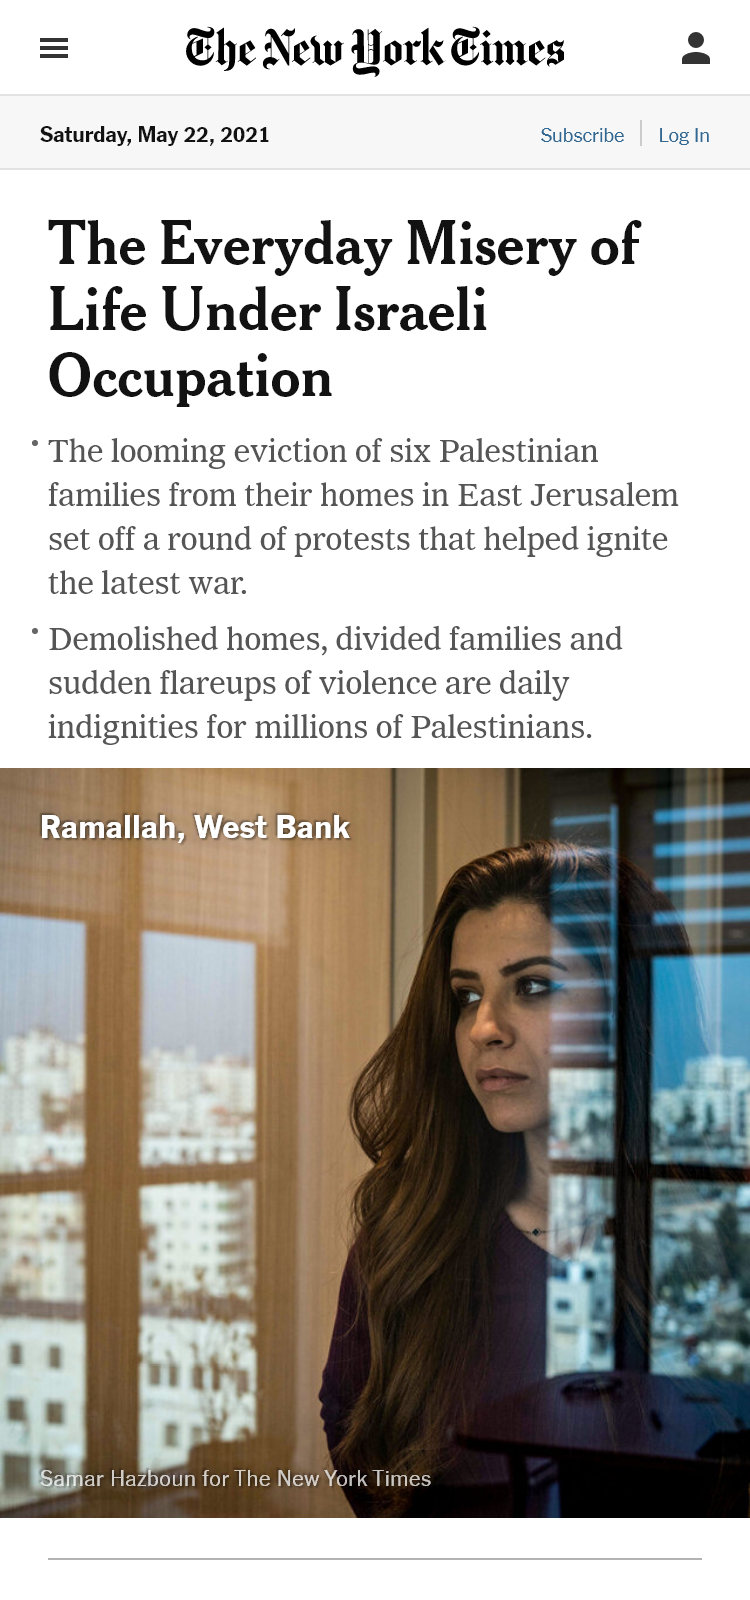 The New York Times
Saturday, May 22, 2021
Subscribe
Log In
The Everyday Misery of
Life Under Israeli
Occupation
• The looming eviction of six Palestinian
families from their homes in East Jerusalem
set off a round of protests that helped ignite
the latest war.
• Demolished homes, divided families and
sudden flareups of violence are daily
indignities for millions of Palestinians.
Ramallah, West Bank
Samar Hazboun for The New York Times